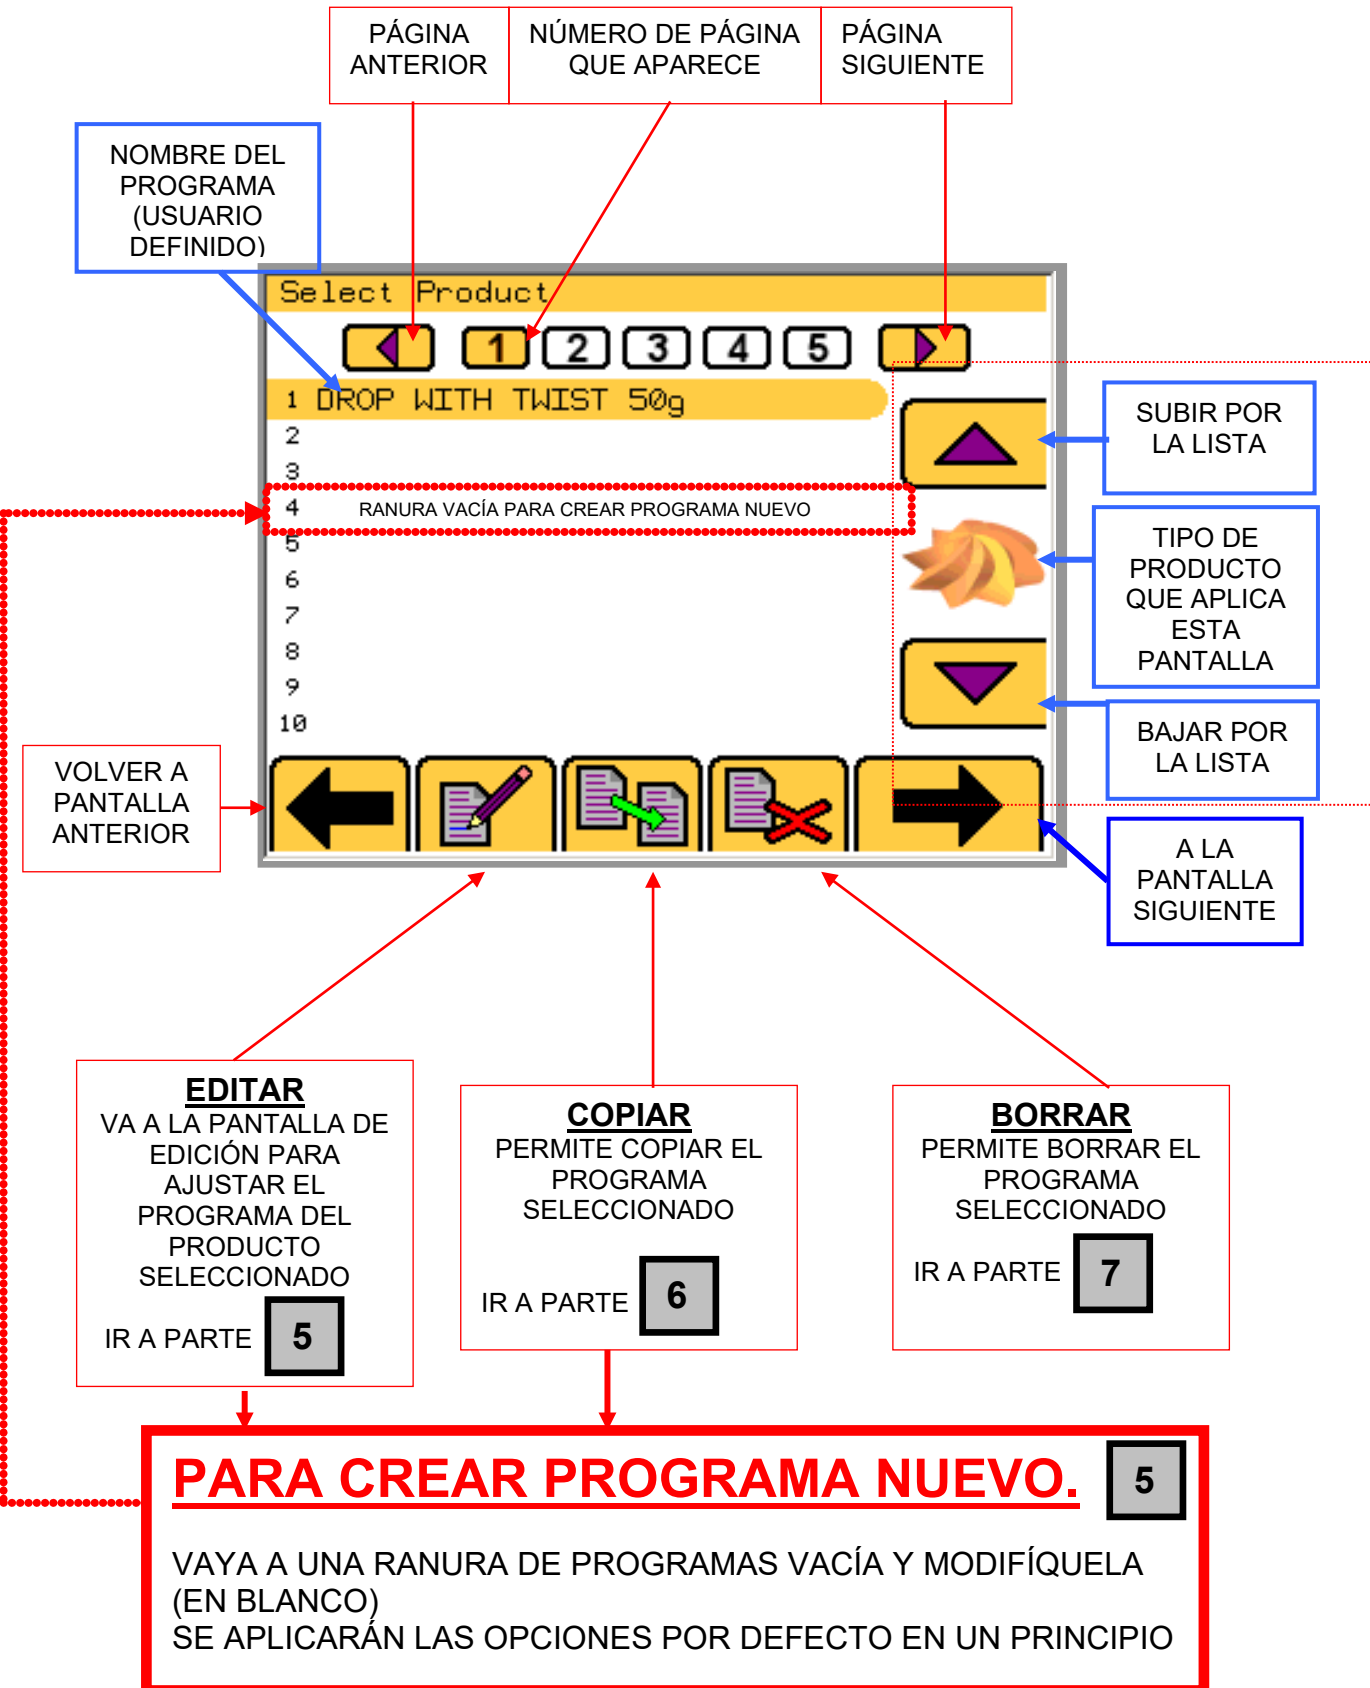 PÁGINA
ANTERIOR
NÚMERO DE PÁGINA
QUE APARECE
PÁGINA
SIGUIENTE
NOMBRE DEL
PROGRAMA
(USUARIO
DEFINIDO)
Select Product
1 2 3 4 5
1 DROP WITH TWIST 50g
2
3
4 RANURA VACÍA PARA CREAR PROGRAMA NUEVO
5
6
7
8
9
10
SUBIR POR
LA LISTA
TIPO DE
PRODUCTO
QUE APLICA
ESTA
PANTALLA
BAJAR POR
LA LISTA
VOLVER A
PANTALLA
ANTERIOR
A LA
PANTALLA
SIGUIENTE
EDITAR
VA A LA PANTALLA DE
EDICIÓN PARA
AJUSTAR EL
PROGRAMA DEL
PRODUCTO
SELECCIONADO
IR A PARTE 5
COPIAR
PERMITE COPIAR EL
PROGRAMA
SELECCIONADO
IR A PARTE 6
BORRAR
PERMITE BORRAR EL
PROGRAMA
SELECCIONADO
IR A PARTE 7
PARA CREAR PROGRAMA NUEVO. 5
VAYA A UNA RANURA DE PROGRAMAS VACÍA Y MODIFÍQUELA
(EN BLANCO)
SE APLICARÁN LAS OPCIONES POR DEFECTO EN UN PRINCIPIO